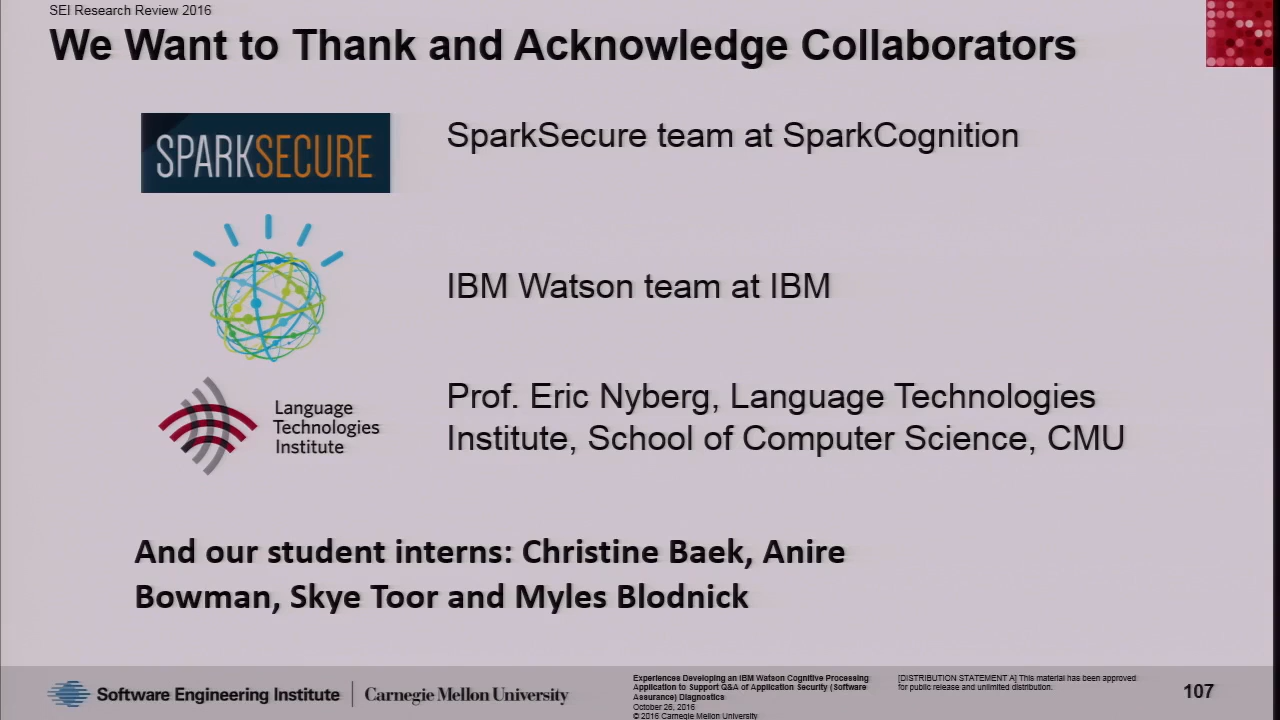 SEI Research Review 2016
We Want to Thank and Acknowledge Collaborators
SPARKSECURE
SparkSecure team at SparkCognition
IBM Watson team at IBM
Language
Technologies
Institute
Prof. Eric Nyberg, Language Technologies
Institute, School of Computer Science, CMU
And our student interns: Christine Baek, Anire
Bowman, Skye Toor and Myles Blodnick
Software Engineering Institute
Carnegie Mellon University
Experiences Developing an IBM Watson Cognitive Processing
Application to Support Q&A of Application Security (Software
Assurance) Diagnostics
October 26, 2016
© 2016 Carnegie Mellon University
[DISTRIBUTION STATEMENT A] This material has been approved
for public release and unlimited distribution.
107